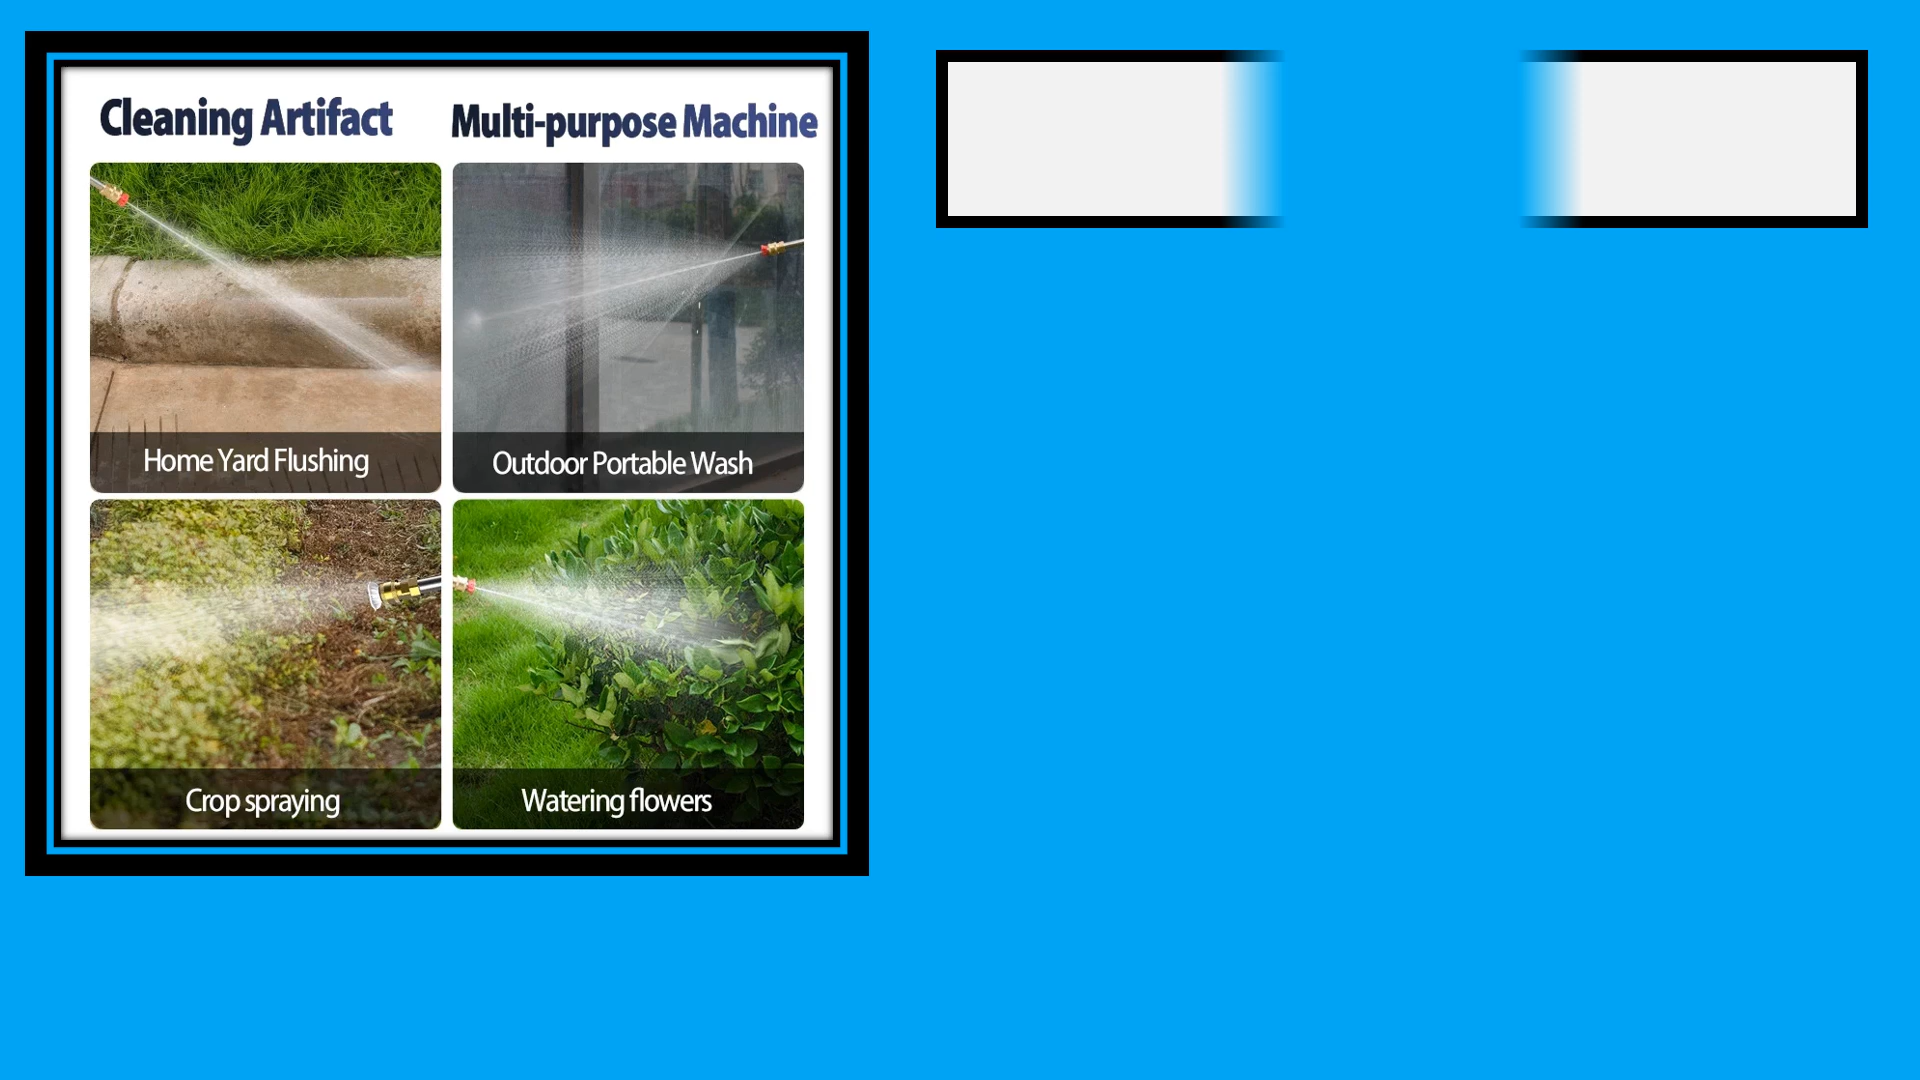 Cleaning Artifact
Multi-purpose Machine
Home Yard Flushing
Outdoor Portable Wash
Crop spraying
Watering flowers